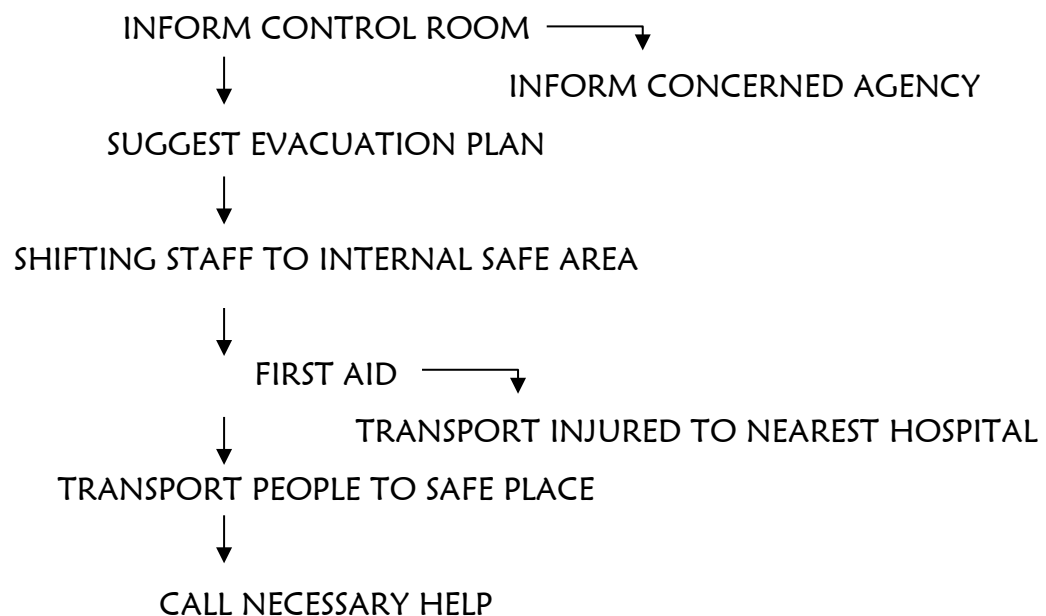 INFORM CONTROL ROOM
INFORM CONCERNED AGENCY
SUGGEST EVACUATION PLAN
SHIFTING STAFF TO INTERNAL SAFE AREA
FIRST AID
TRANSPORT INJURED TO NEAREST HOSPITAL
TRANSPORT PEOPLE TO SAFE PLACE
CALL NECESSARY HELP